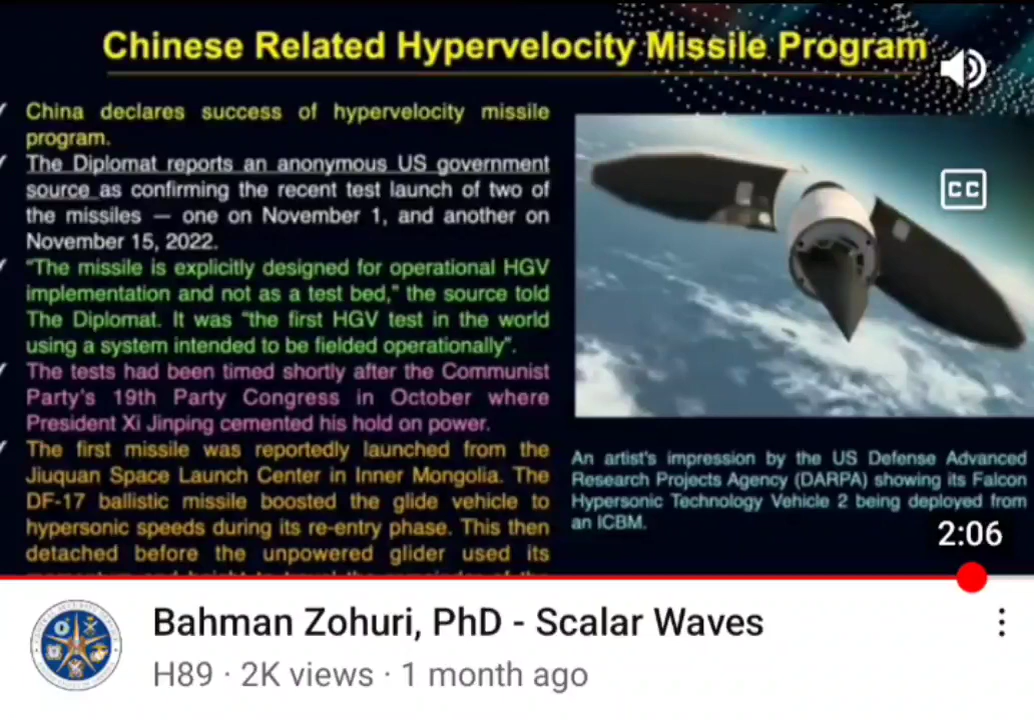 Chinese Related Hypervelocity Missile Program
China declares success of hypervelocity missile
program.
The Diplomat reports an anonymous US government
source as confirming the recent test launch of two of
the missiles — one on November 1, and another on
November 15, 2022.
"The missile is explicitly designed for operational HGV
implementation and not as a test bed," the source told
The Diplomat. It was "the first HGV test in the world
using a system intended to be fielded operationally".
The tests had been timed shortly after the Communist
Party's 19th Party Congress in October where
President Xi Jinping cemented his hold on power.
The first missile was reportedly launched from the
Jiuquan Space Launch Center in Inner Mongolia. The
DF-17 ballistic missile boosted the glide vehicle to
hypersonic speeds during its re-entry phase. This then
detached before the unpowered glider used its
CC
An artist's impression by the US Defense Advanced
Research Projects Agency (DARPA) showing its Falcon
Hypersonic Technology Vehicle 2 being deployed from
an ICBM.
2:06
Bahman Zohuri, PhD - Scalar Waves
H89 · 2K views · 1 month ago